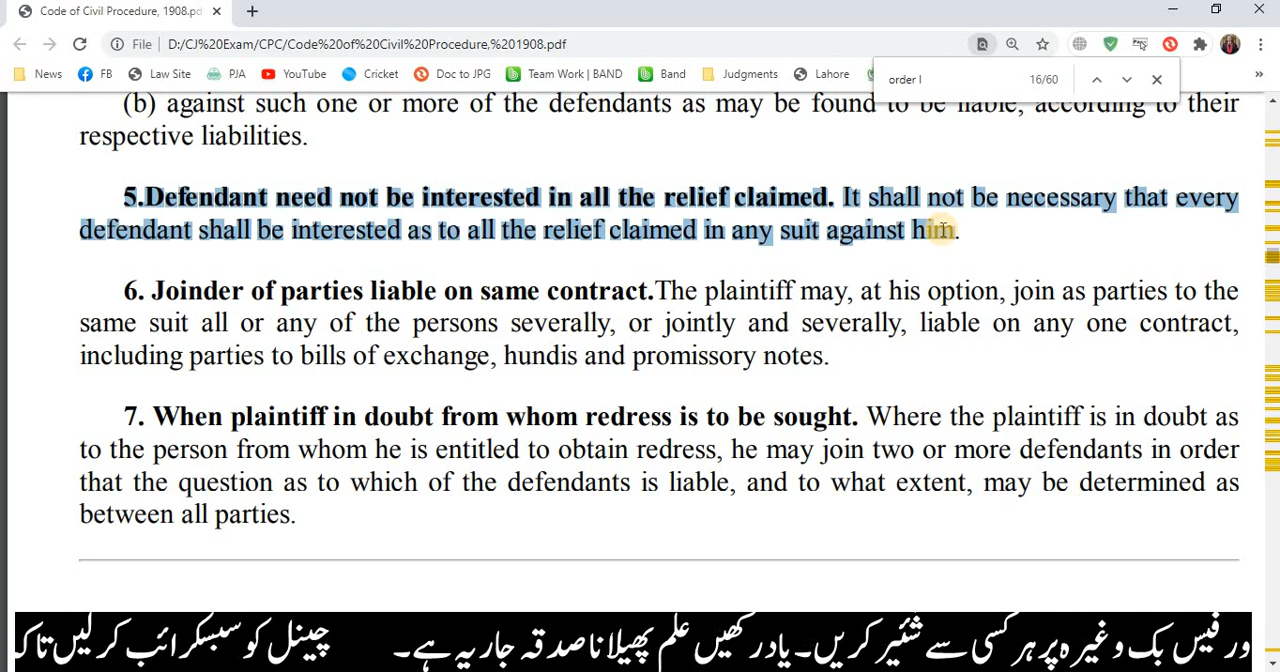 Code of Civil Procedure, 1908.pd
File D:/CJ%20Exam/CPC/Code%20of%20Civil%20Procedure,%201908.pdf
News FB Law Site PJA YouTube Cricket Doc to JPG Team Work | BAND Band Judgments Lahore »
order I 16/60
(b) against such one or more of the defendants as may be found to be liable, according to their
respective liabilities.
5.Defendant need not be interested in all the relief claimed. It shall not be necessary that every
defendant shall be interested as to all the relief claimed in any suit against him.
6. Joinder of parties liable on same contract.The plaintiff may, at his option, join as parties to the
same suit all or any of the persons severally, or jointly and severally, liable on any one contract,
including parties to bills of exchange, hundis and promissory notes.
7. When plaintiff in doubt from whom redress is to be sought. Where the plaintiff is in doubt as
to the person from whom he is entitled to obtain redress, he may join two or more defendants in order
that the question as to which of the defendants is liable, and to what extent, may be determined as
between all parties.
ور فیس بک وغیرہ پر ہر کسی سے شئیر کریں۔ یاد رکھیں علم پھیلانا صدقہ جاریہ ہے۔ چینل کو سبسکرائب کر لیں تاکہ